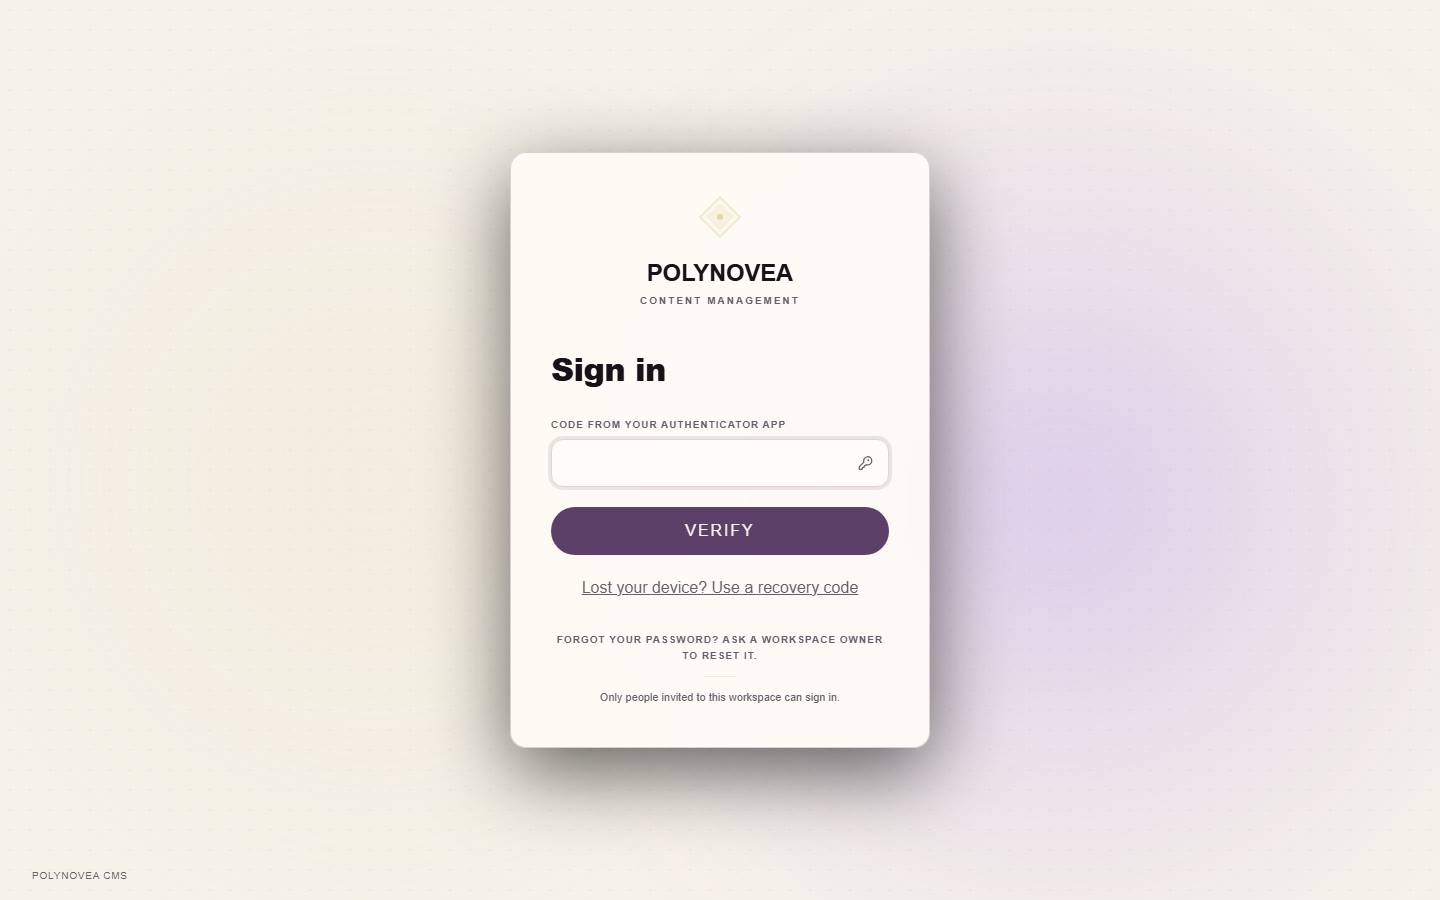 POLYNOVEA
CONTENT MANAGEMENT
Sign in
CODE FROM YOUR AUTHENTICATOR APP
VERIFY
Lost your device? Use a recovery code
FORGOT YOUR PASSWORD? ASK A WORKSPACE OWNER
TO RESET IT.
Only people invited to this workspace can sign in.
POLYNOVEA CMS